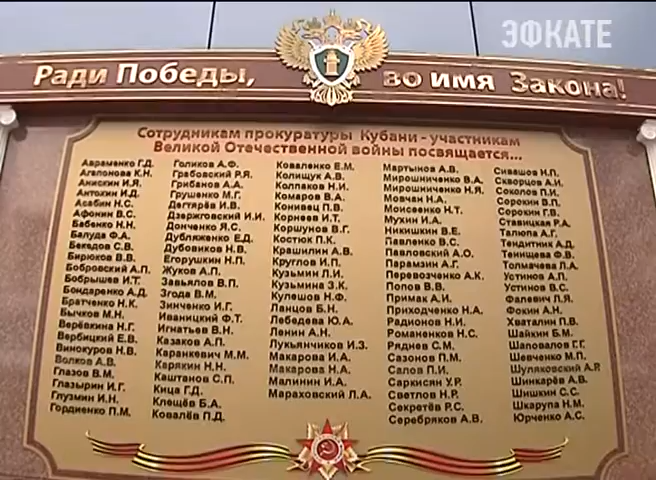 ЭФКАТЕ
Ради Победы, во имя Закона!
Сотрудникам прокуратуры Кубани - участникам
Великой Отечественной войны посвящается...
Авраменко Г.Д.
Агапонова К.Н.
Анискин И.Я.
Антохин И.Д.
Асабин Н.С.
Афонин В.С.
Бабенко Н.Н.
Балуда Ф.А.
Бекедов С.В.
Бирюков В.В.
Бобровский А.П.
Бобрышев И.Т.
Бондаренко А.Д.
Братченко Н.К.
Бычков М.Н.
Верёвкина Н.Г.
Вербицкий Е.В.
Винокуров Н.В.
Волков А.В.
Глазов В.М.
Глазырин И.Г.
Глузмин И.Н.
Гордиенко П.М.
Голиков А.Ф.
Грабовский Р.Я.
Грибанов А.А.
Грушенко М.Г.
Дегтярёв И.В.
Дзержговский И.И.
Донченко Я.С.
Дубляженко Е.Д.
Дубовиков Н.В.
Егорушкин Н.П.
Жуков А.П.
Завьялов В.П.
Згода В.М.
Зинченко И.Г.
Иваницкий Ф.Т.
Игнатьев В.Н.
Казаков А.П.
Каранкевич М.М.
Карякин Н.Н.
Каштанов С.П.
Кица Г.Д.
Клещёв Б.А.
Ковалёв П.Д.
Коваленко Е.М.
Колищук А.В.
Колпаков Н.И.
Комаров В.А.
Конивец П.В.
Корнеев И.Т.
Коршунов В.Г.
Костюк П.К.
Крашилин А.В.
Круглов И.П.
Кузьмин Л.И.
Кузьмина З.К.
Кулешов Н.Ф.
Ланцов Б.Н.
Лебедева Ю.А.
Ленин А.Н.
Лукьянчиков И.З.
Макарова И.А.
Макарова Н.А.
Малинин И.А.
Мараховский Л.А.
Мартынов А.В.
Мирошниченко В.А.
Мирошниченко Н.Я.
Мовчан Н.А.
Моисеенко Н.Т.
Мухин И.А.
Никишкин В.Е.
Павленко В.С.
Павловский А.О.
Парамзин А.Г.
Перевозченко А.К.
Попов В.В.
Примак А.И.
Приходченко Н.А.
Радионов Н.И.
Романенков Н.С.
Ряднев С.М.
Сазонов П.М.
Салов П.И.
Саркисян У.Р.
Светлов Н.Р.
Секретёв Р.С.
Серебряков А.В.
Сивашов Н.П.
Скворцов А.И.
Соколов П.И.
Сорокин В.П.
Сорокин Г.В.
Ставицкая Р.А.
Талюпа А.Г.
Тендитник А.Д.
Тенищева Ф.В.
Толмачева Л.А.
Устинов А.П.
Устинов В.С.
Фалевич Л.Я.
Фокин А.Н.
Хваталин П.В.
Шайкин Б.М.
Шаповалов Г.Г.
Шевченко М.П.
Шуляковский А.Р.
Шинкарёв А.В.
Шишкин С.С.
Шкарупа Н.М.
Юрченко А.С.